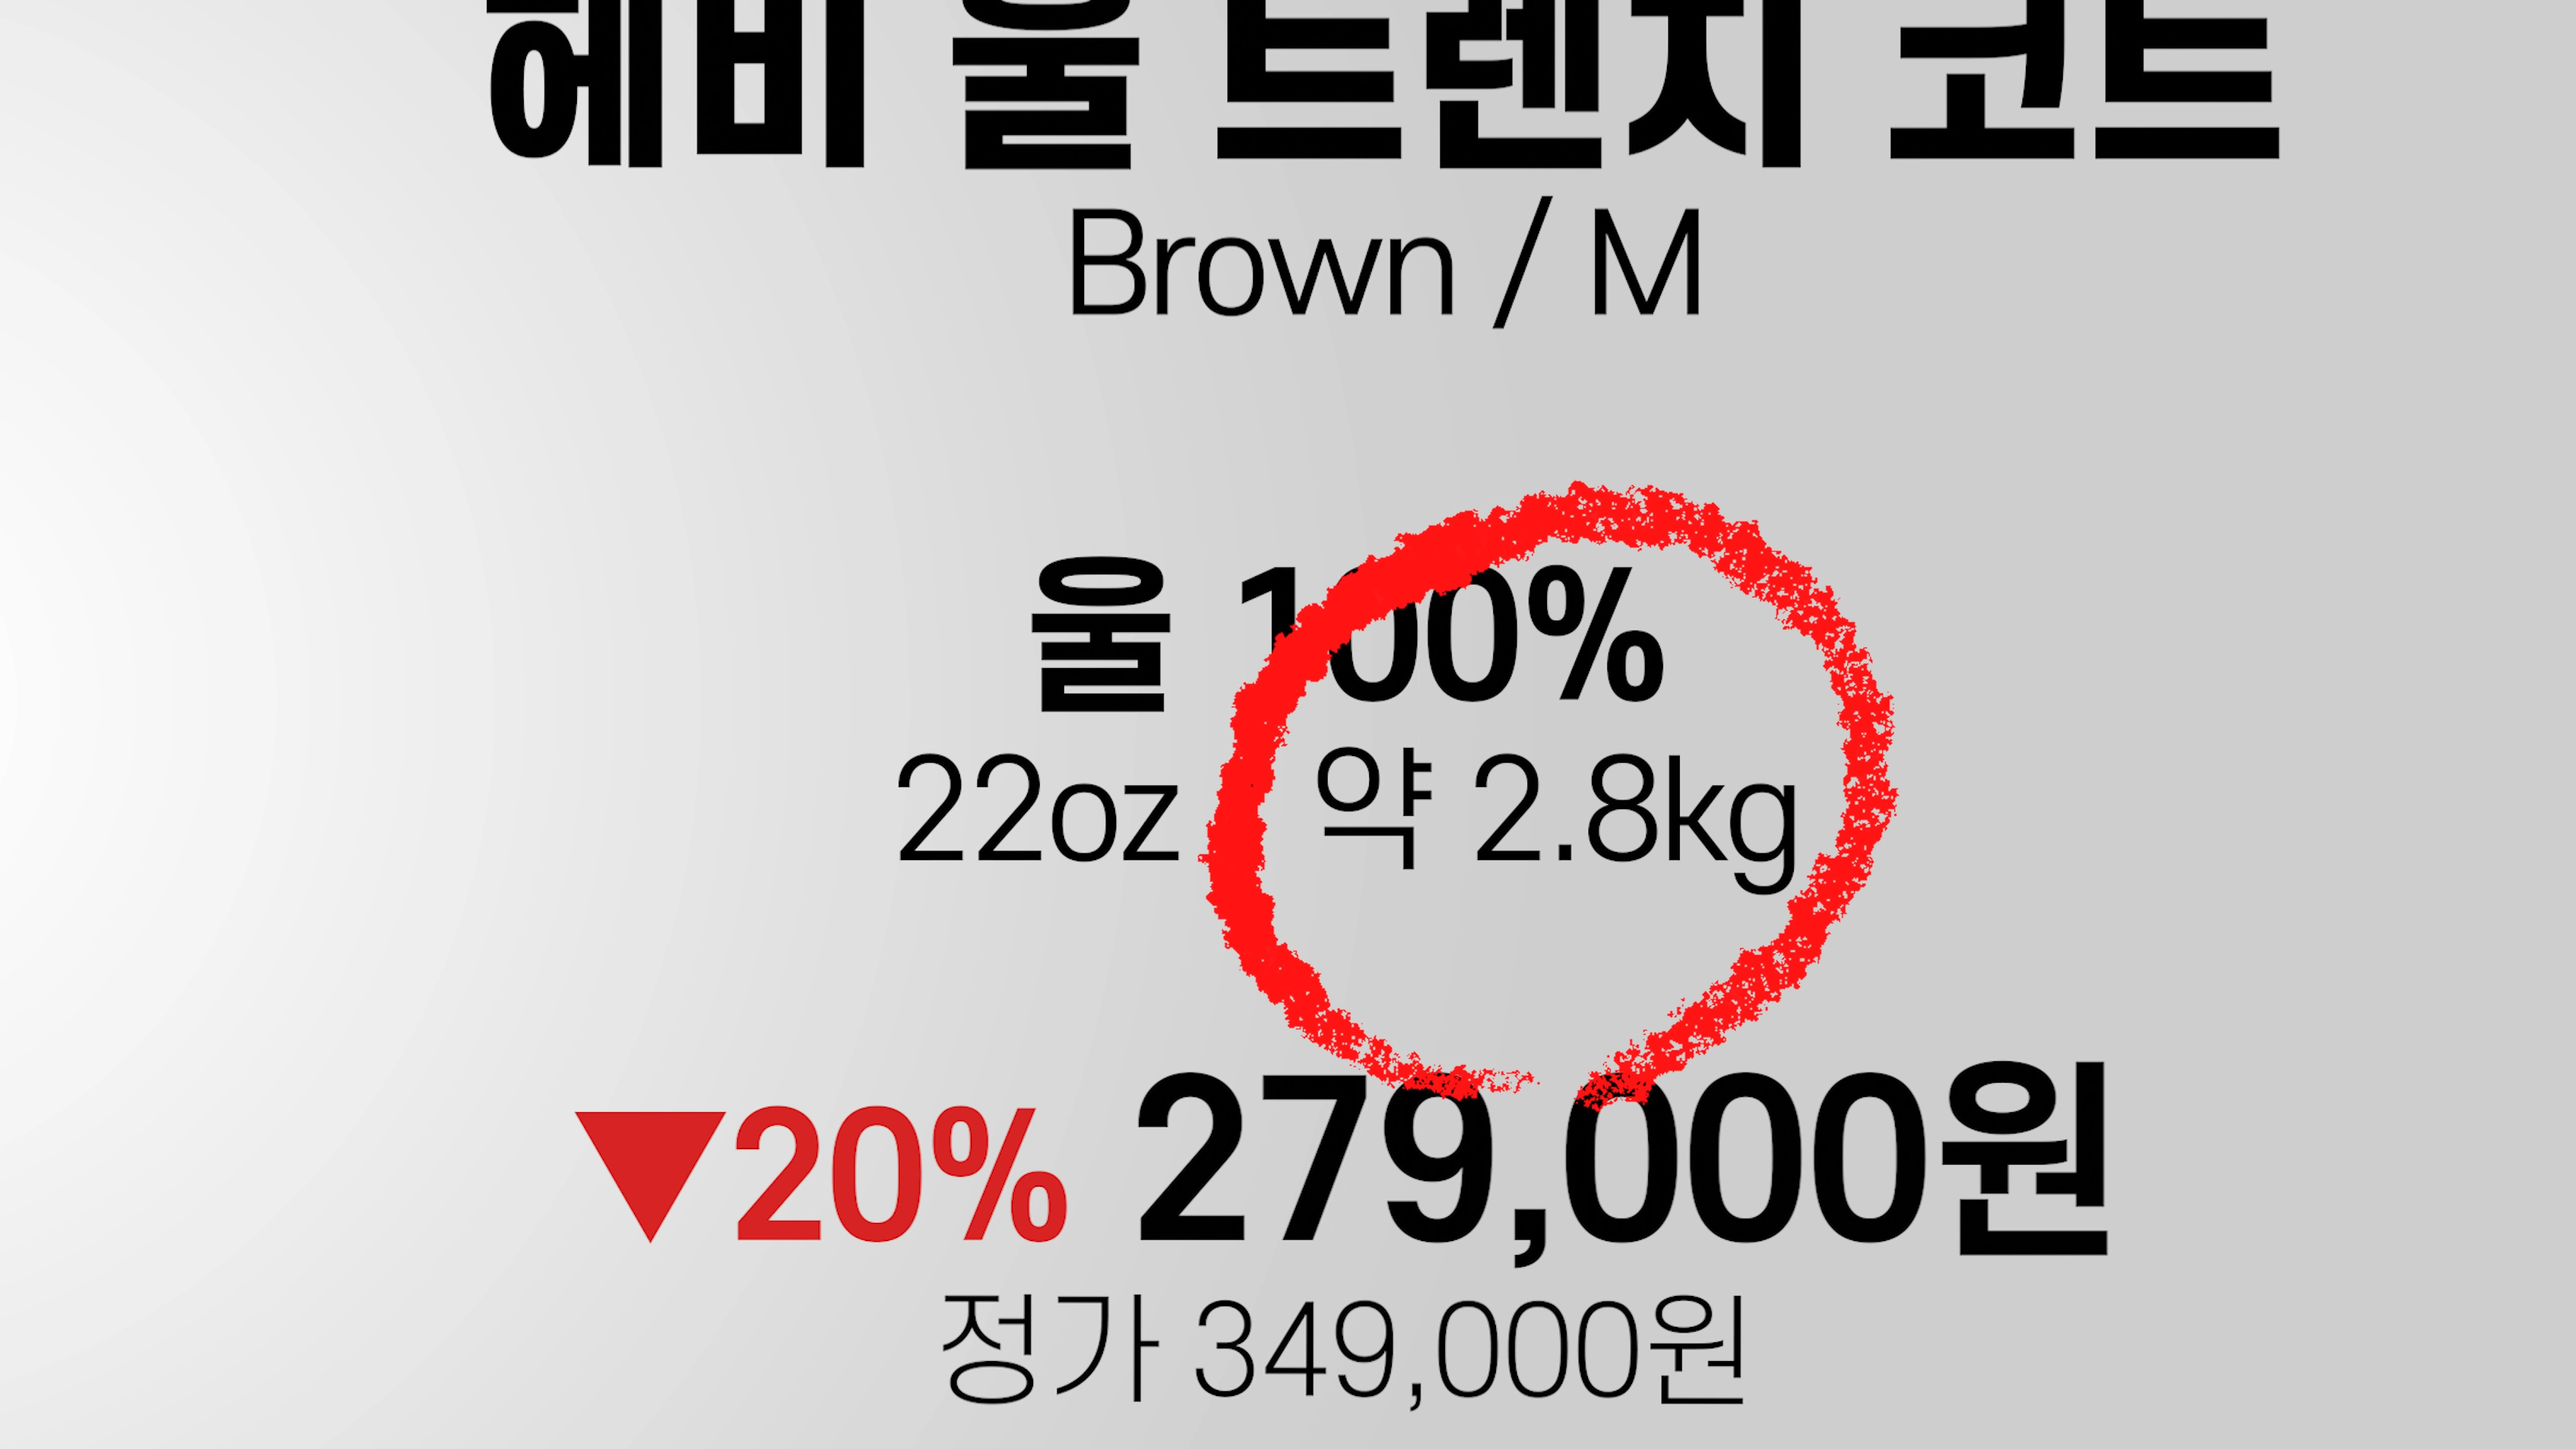 헤비 울 트렌치 코트
Brown / M
울 100%
22oz 약 2.8kg
▼20% 279,000원
정가 349,000원